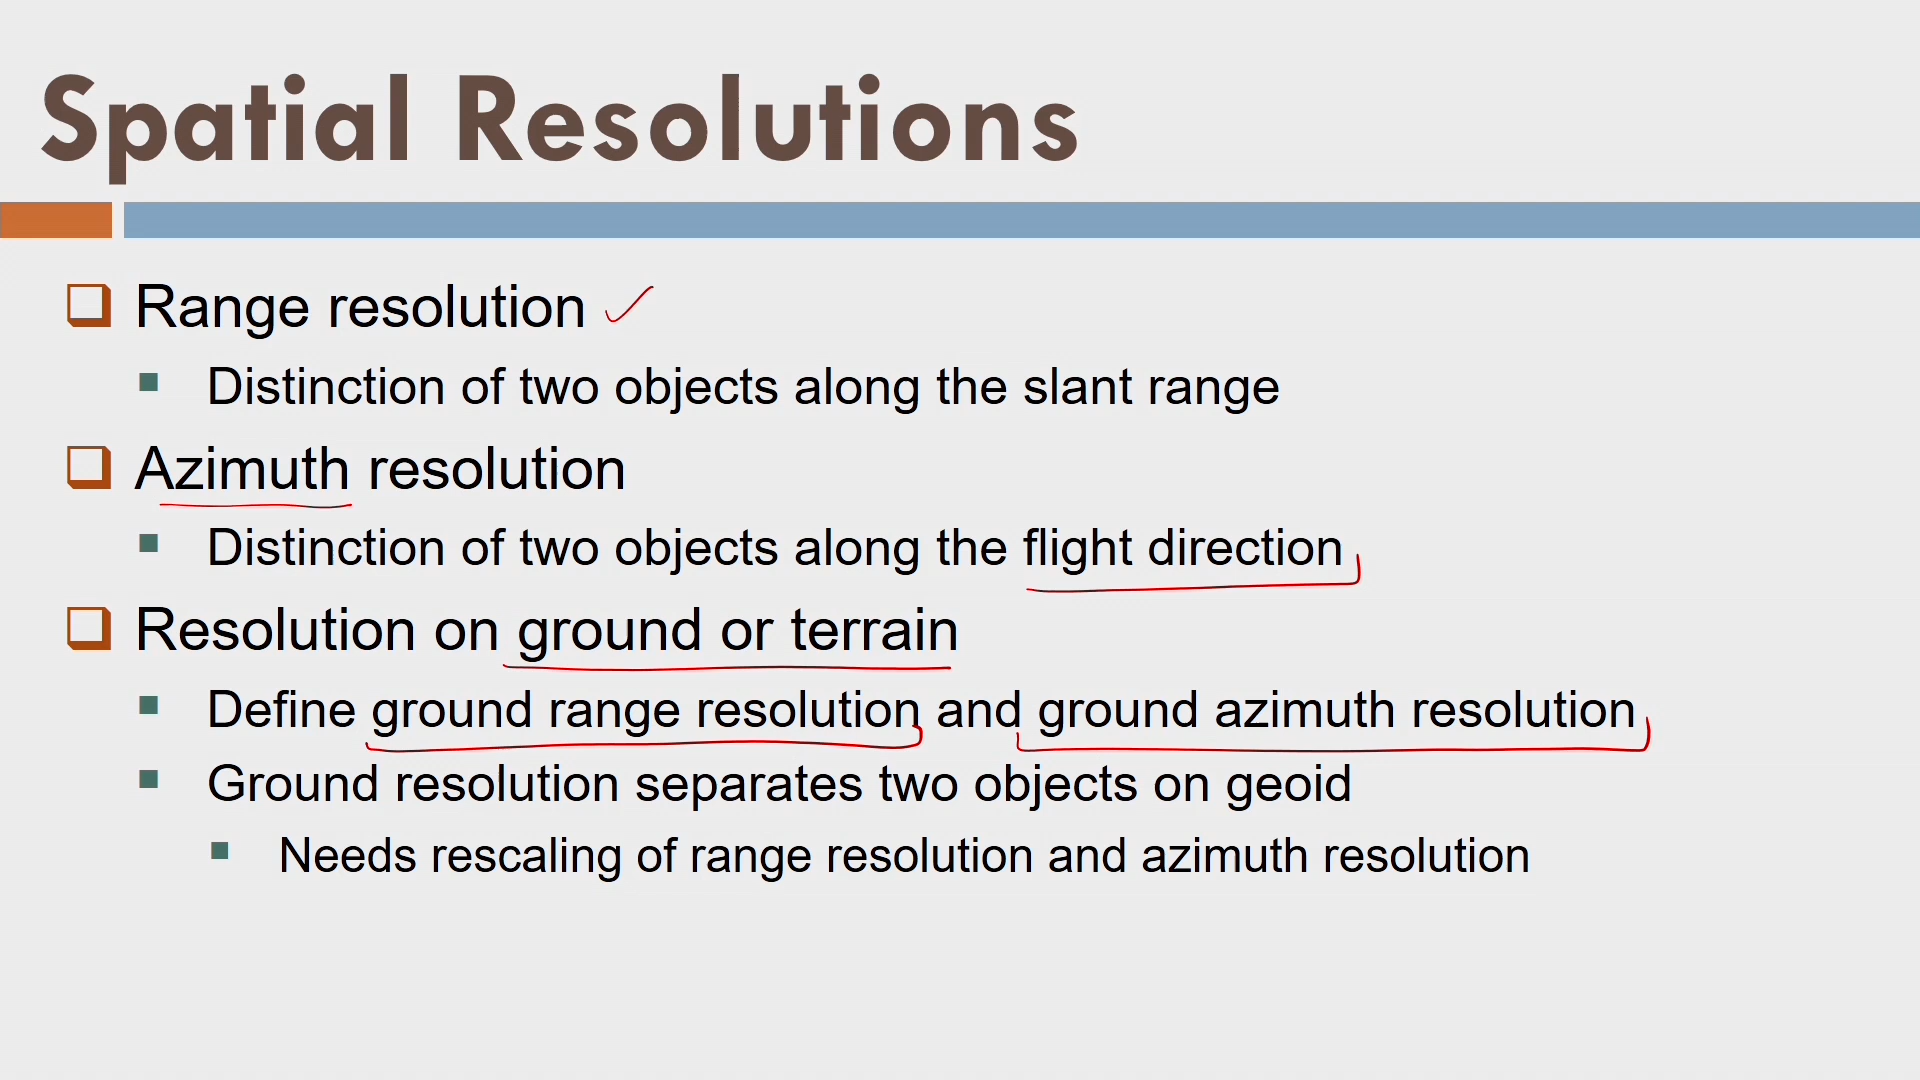 Spatial Resolutions
Range resolution
Distinction of two objects along the slant range
Azimuth resolution
Distinction of two objects along the flight direction
Resolution on ground or terrain
Define ground range resolution and ground azimuth resolution
Ground resolution separates two objects on geoid
Needs rescaling of range resolution and azimuth resolution